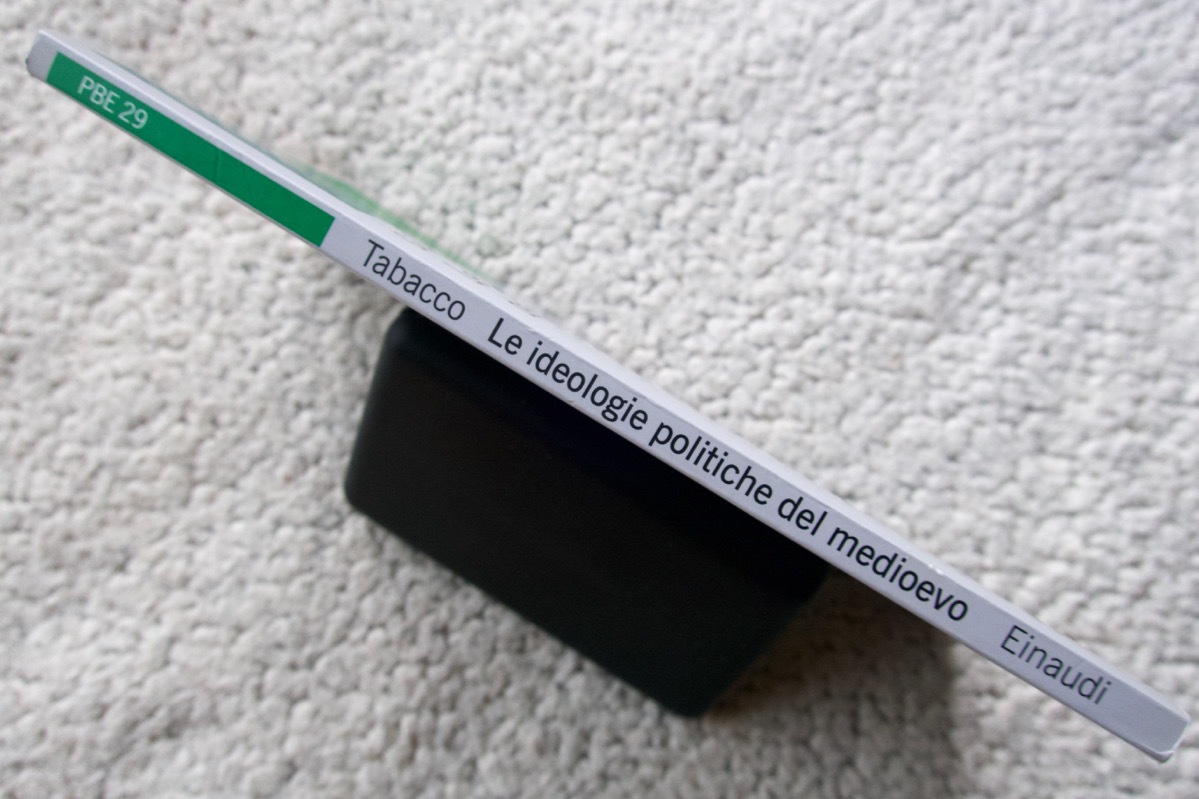 PBE 29 Tabacco Le ideologie politiche del medioevo Einaudi